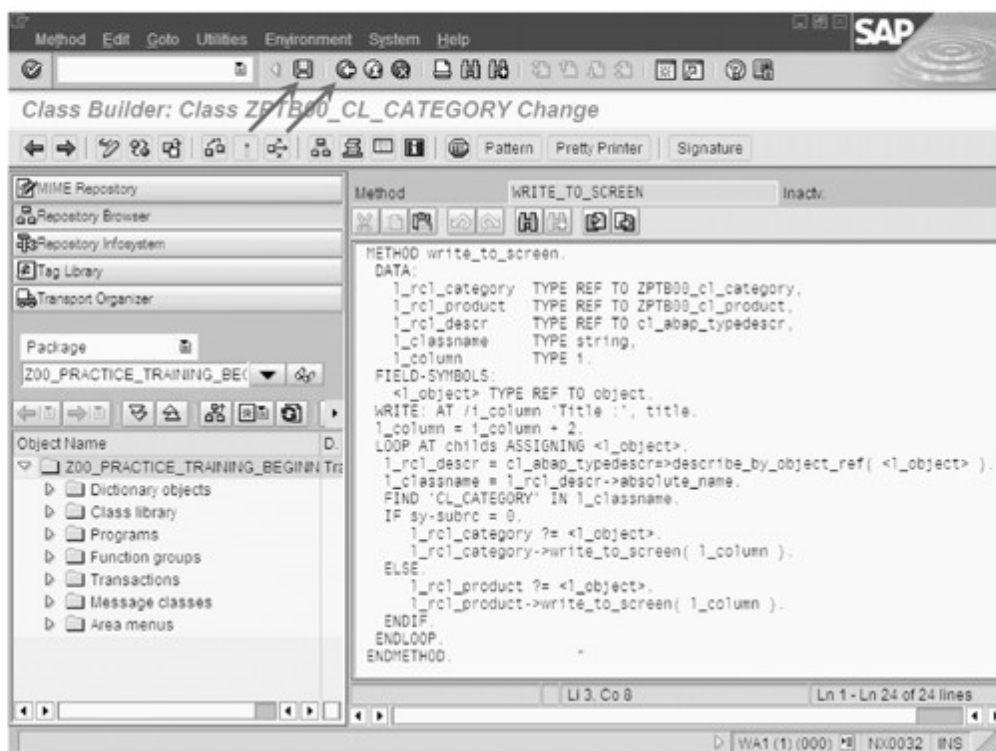 Method Edit Goto Utilities Environment System Help
SAP
Class Builder: Class ZPTB00_CL_CATEGORY Change
Pattern Pretty Printer Signature
MIME Repository
Repository Browser
Repository Infosystem
Tag Library
Transport Organizer
Package
Z00_PRACTICE_TRAINING_BE(
Object Name D.
Z00_PRACTICE_TRAINING_BEGINN Tra
Dictionary objects
Class library
Programs
Function groups
Transactions
Message classes
Area menus
Method WRITE_TO_SCREEN Inactv.
METHOD write_to_screen.
DATA:
l_rcl_category TYPE REF TO ZPTB00_cl_category,
l_rcl_product TYPE REF TO ZPTB00_cl_product,
l_rcl_descr TYPE REF TO cl_abap_typedescr,
l_classname TYPE string,
l_column TYPE i.
FIELD-SYMBOLS:
<l_object> TYPE REF TO object.
WRITE: AT /i_column 'Title :', title.
l_column = i_column + 2.
LOOP AT childs ASSIGNING <l_object>.
l_rcl_descr = cl_abap_typedescr=>describe_by_object_ref( <l_object> ).
l_classname = l_rcl_descr->absolute_name.
FIND 'CL_CATEGORY' IN l_classname.
IF sy-subrc = 0.
l_rcl_category ?= <l_object>.
l_rcl_category->write_to_screen( l_column ).
ELSE.
l_rcl_product ?= <l_object>.
l_rcl_product->write_to_screen( l_column ).
ENDIF.
ENDLOOP.
ENDMETHOD.
Li 3, Co 8 Ln 1 - Ln 24 of 24 lines
WA1 (1) (000) NX0032 INS